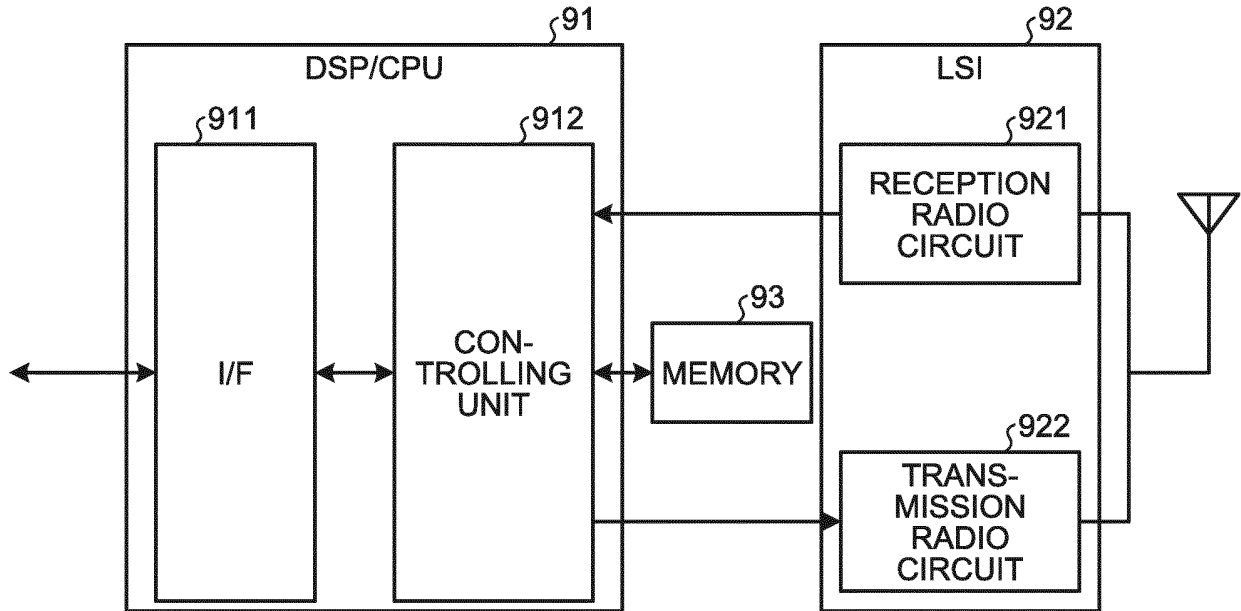 91
DSP/CPU
911
I/F
912
CON-
TROLLING
UNIT
93
MEMORY
92
LSI
921
RECEPTION
RADIO
CIRCUIT
922
TRANS-
MISSION
RADIO
CIRCUIT